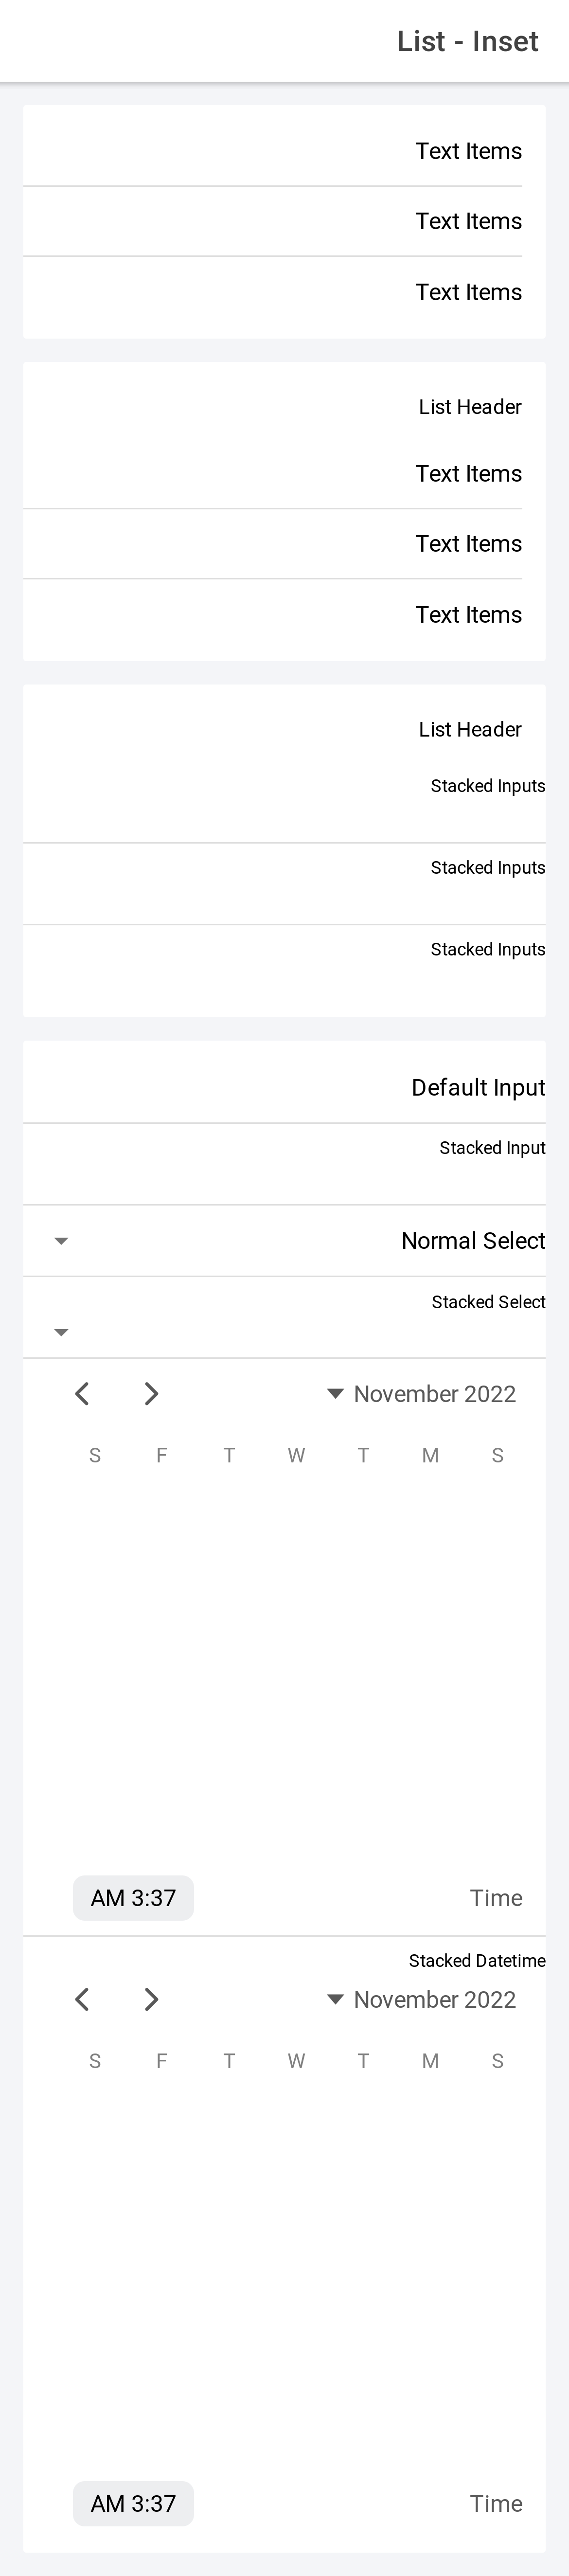 List - Inset
Text Items
Text Items
Text Items
List Header
Text Items
Text Items
Text Items
List Header
Stacked Inputs
Stacked Inputs
Stacked Inputs
Default Input
Stacked Input
Normal Select
Stacked Select
November 2022
S F T W T M S
AM 3:37 Time
Stacked Datetime
November 2022
S F T W T M S
AM 3:37 Time